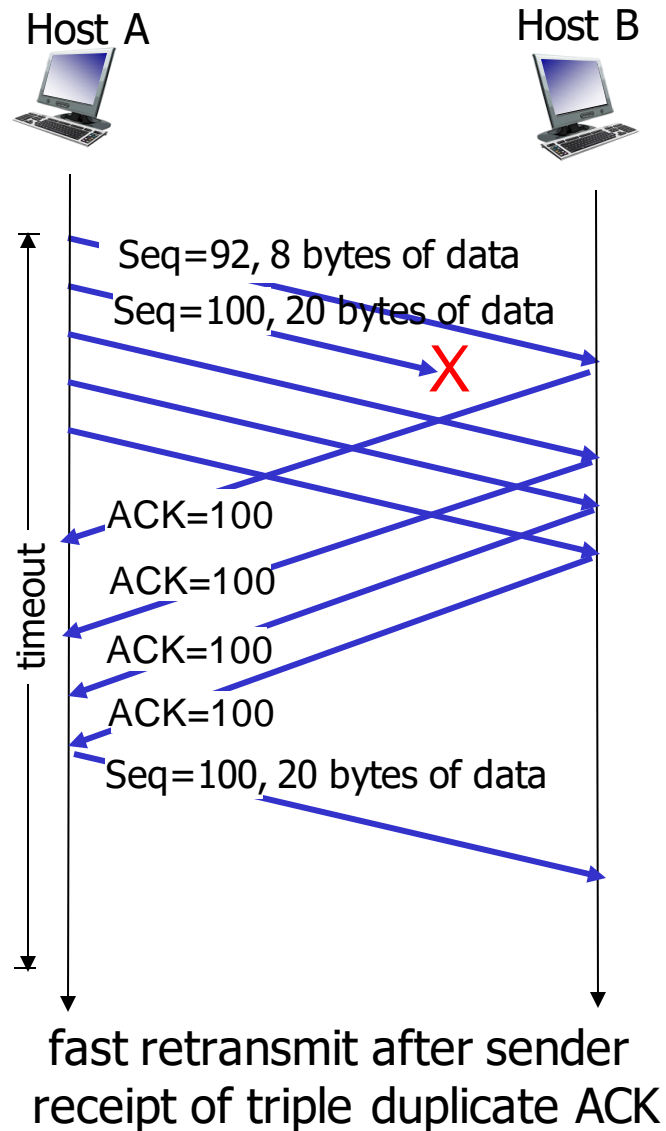 Host A
Host B
Seq=92, 8 bytes of data
Seq=100, 20 bytes of data
X
timeout
ACK=100
ACK=100
ACK=100
ACK=100
Seq=100, 20 bytes of data
fast retransmit after sender
receipt of triple duplicate ACK